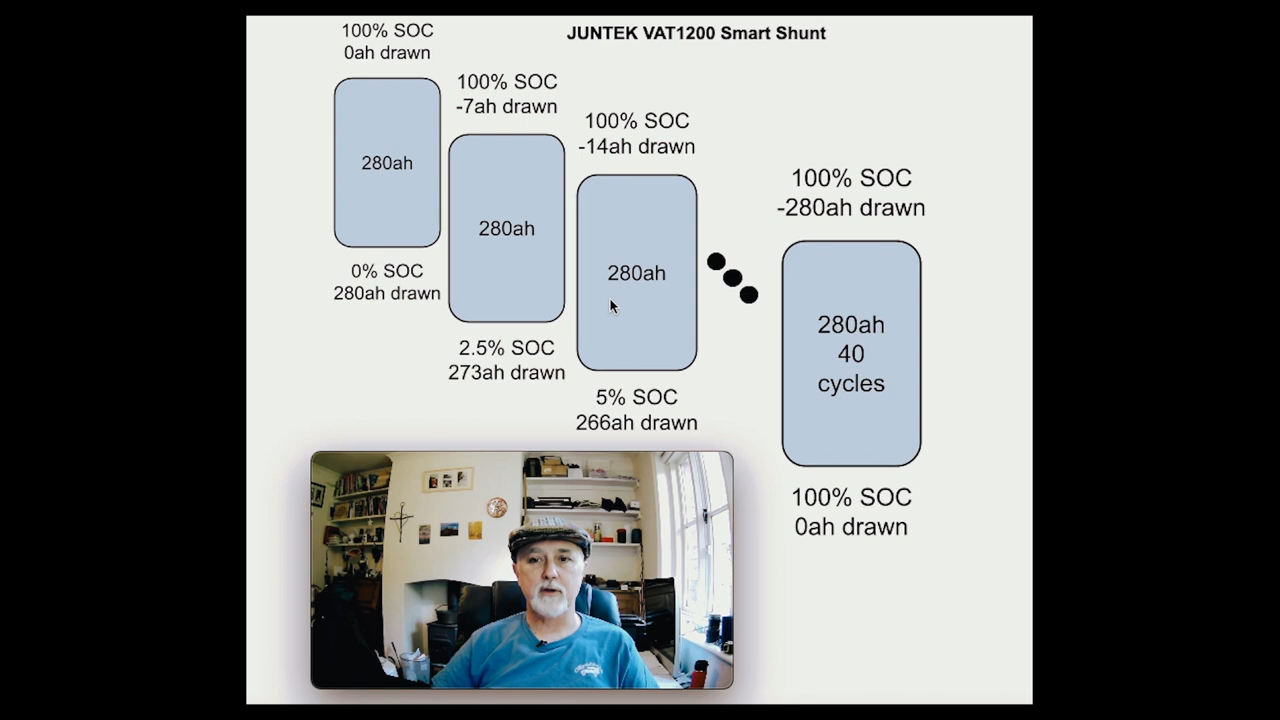 JUNTEK VAT1200 Smart Shunt
100% SOC
0ah drawn
280ah
0% SOC
280ah drawn
100% SOC
-7ah drawn
280ah
2.5% SOC
273ah drawn
100% SOC
-14ah drawn
280ah
5% SOC
266ah drawn
100% SOC
-280ah drawn
280ah
40
cycles
100% SOC
0ah drawn